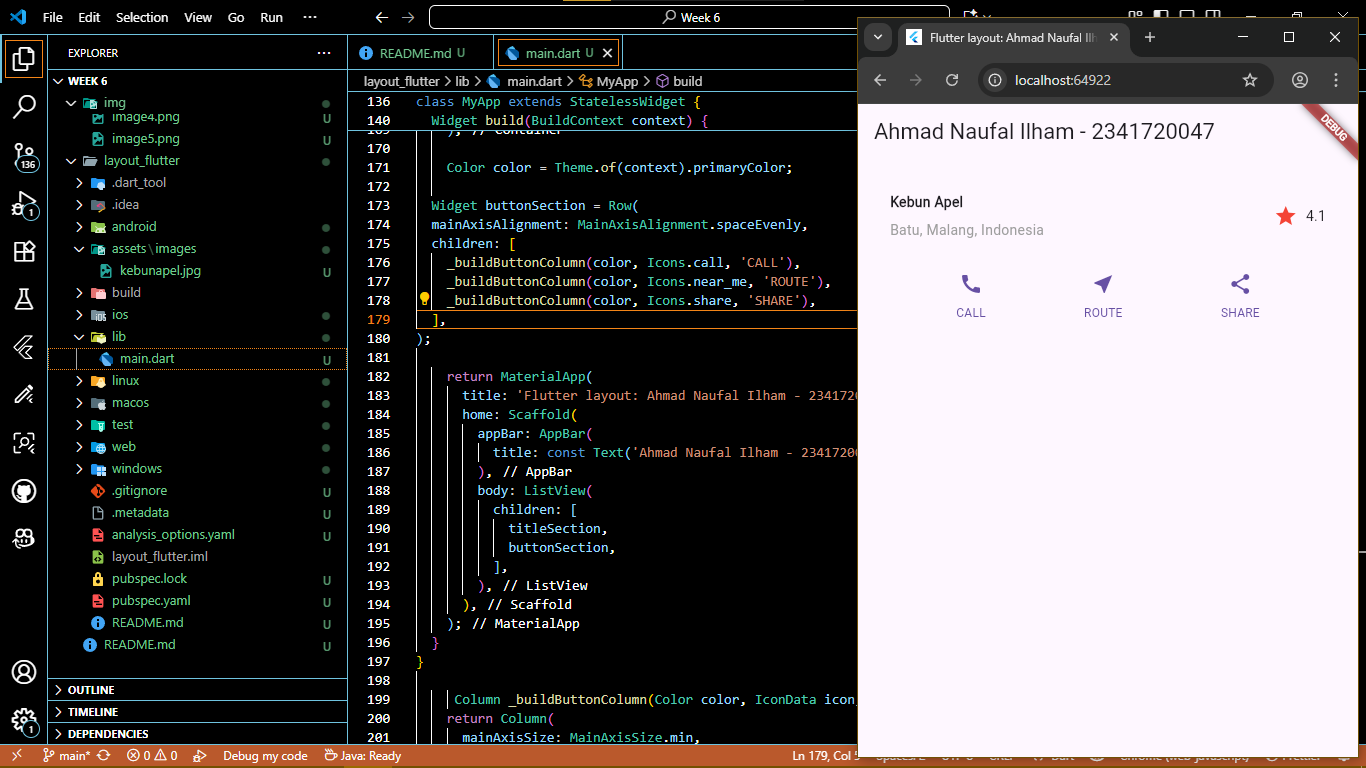 File Edit Selection View Go Run ···
Week 6
EXPLORER
···
WEEK 6
img
image4.png U
image5.png U
layout_flutter
.dart_tool
.idea
android
assets\images
kebunapel.jpg U
build
ios
lib
main.dart U
linux
macos
test
web
windows
.gitignore U
.metadata U
analysis_options.yaml U
layout_flutter.iml
pubspec.lock U
pubspec.yaml U
README.md U
README.md U
OUTLINE
TIMELINE
DEPENDENCIES
136
1
1
README.md U
main.dart U
layout_flutter > lib > main.dart > MyApp > build
136 class MyApp extends StatelessWidget {
140 Widget build(BuildContext context) {
169 ); // Container
170
171 Color color = Theme.of(context).primaryColor;
172
173 Widget buttonSection = Row(
174 mainAxisAlignment: MainAxisAlignment.spaceEvenly,
175 children: [
176 _buildButtonColumn(color, Icons.call, 'CALL'),
177 _buildButtonColumn(color, Icons.near_me, 'ROUTE'),
178 _buildButtonColumn(color, Icons.share, 'SHARE'),
179 ],
180 );
181
182 return MaterialApp(
183 title: 'Flutter layout: Ahmad Naufal Ilham - 234172
184 home: Scaffold(
185 appBar: AppBar(
186 title: const Text('Ahmad Naufal Ilham - 2341720
187 ), // AppBar
188 body: ListView(
189 children: [
190 titleSection,
191 buttonSection,
192 ],
193 ), // ListView
194 ), // Scaffold
195 ); // MaterialApp
196 }
197 }
198
199 Column _buildButtonColumn(Color color, IconData icon,
200 return Column(
201 mainAxisSize: MainAxisSize.min,
main* 0 0 Debug my code Java: Ready Ln 179, Col
Flutter layout: Ahmad Naufal Ilh
localhost:64922
DEBUG
Ahmad Naufal Ilham - 2341720047
Kebun Apel
Batu, Malang, Indonesia
4.1
CALL ROUTE SHARE